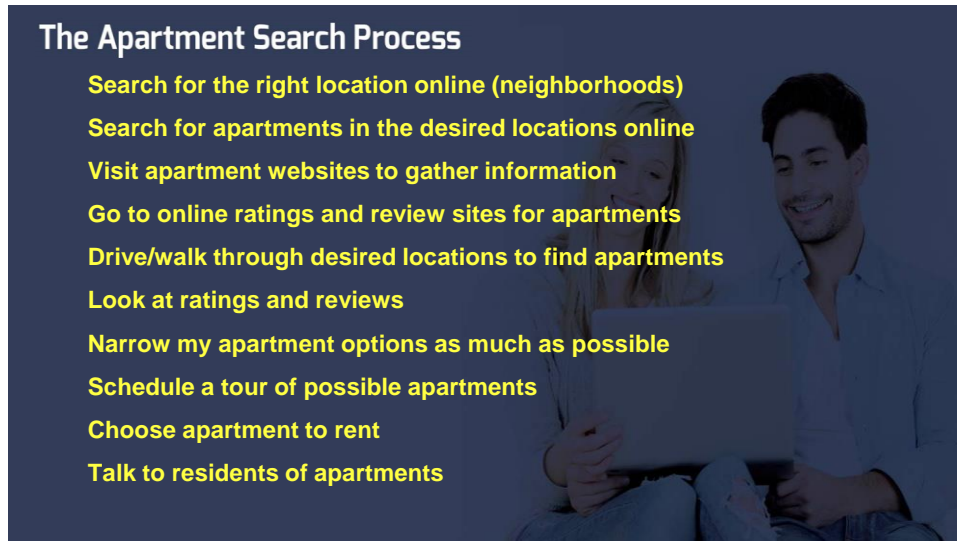 The Apartment Search Process
Search for the right location online (neighborhoods)
Search for apartments in the desired locations online
Visit apartment websites to gather information
Go to online ratings and review sites for apartments
Drive/walk through desired locations to find apartments
Look at ratings and reviews
Narrow my apartment options as much as possible
Schedule a tour of possible apartments
Choose apartment to rent
Talk to residents of apartments